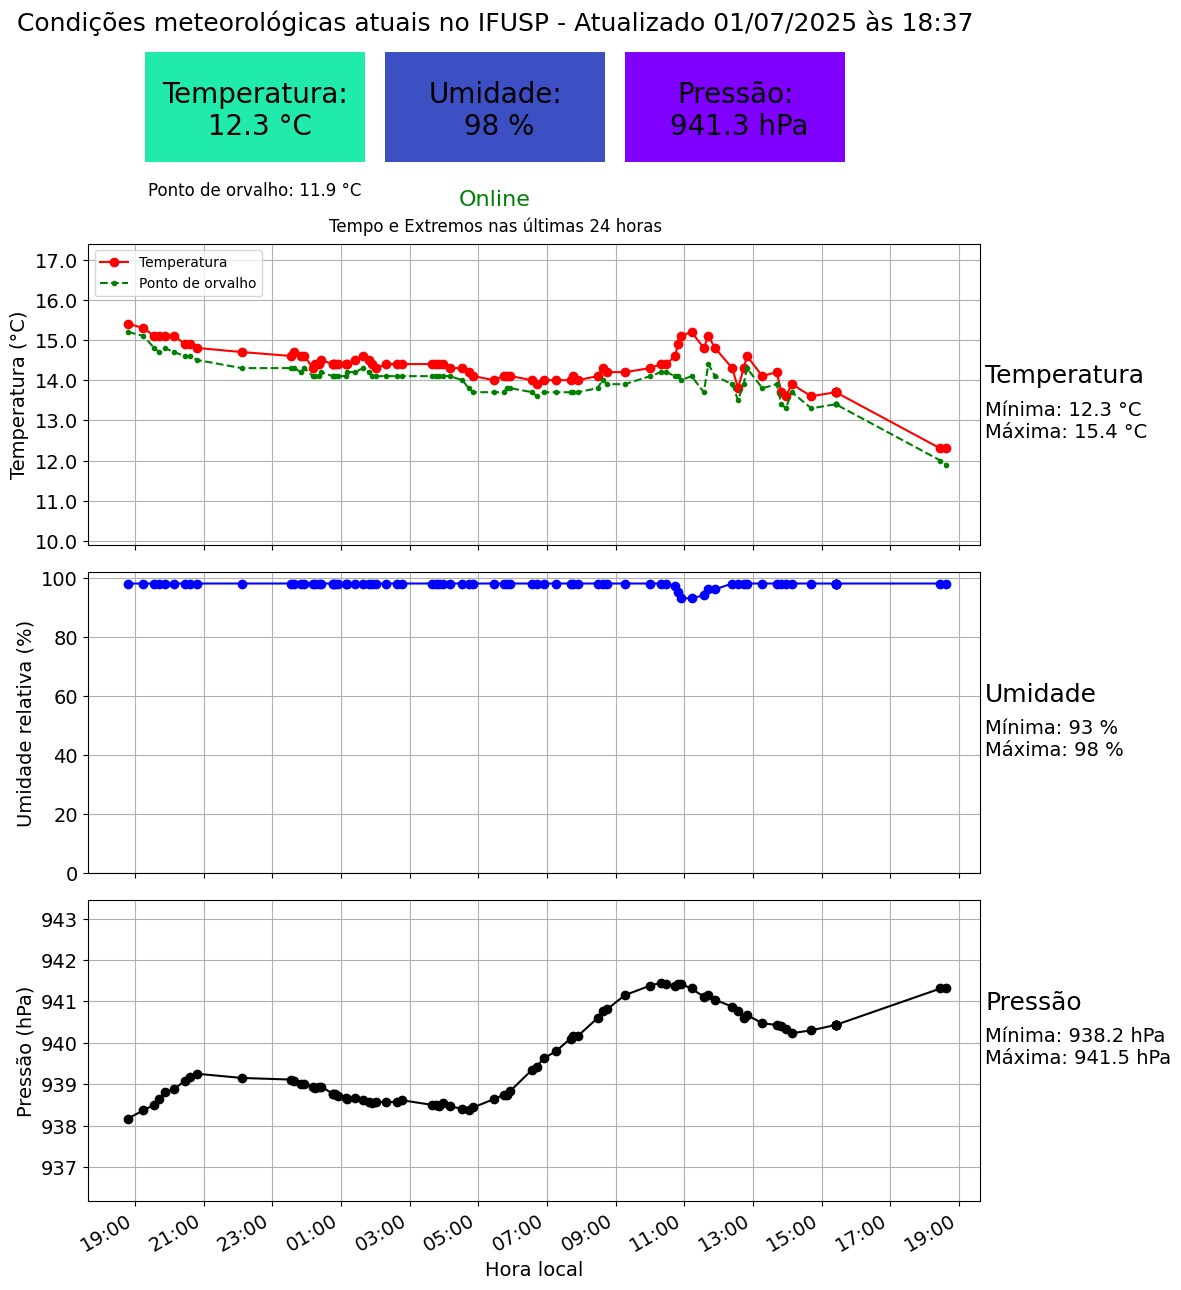 Condições meteorológicas atuais no IFUSP - Atualizado 01/07/2025 às 18:37
Temperatura:
12.3 °C
Umidade:
98 %
Pressão:
941.3 hPa
Ponto de orvalho: 11.9 °C
Online
Tempo e Extremos nas últimas 24 horas
Temperatura
Ponto de orvalho
Temperatura (°C)
17.0
16.0
15.0
14.0
13.0
12.0
11.0
10.0
Temperatura
Mínima: 12.3 °C
Máxima: 15.4 °C
Umidade relativa (%)
100
80
60
40
20
0
Umidade
Mínima: 93 %
Máxima: 98 %
Pressão (hPa)
943
942
941
940
939
938
937
Pressão
Mínima: 938.2 hPa
Máxima: 941.5 hPa
19:00 21:00 23:00 01:00 03:00 05:00 07:00 09:00 11:00 13:00 15:00 17:00 19:00
Hora local